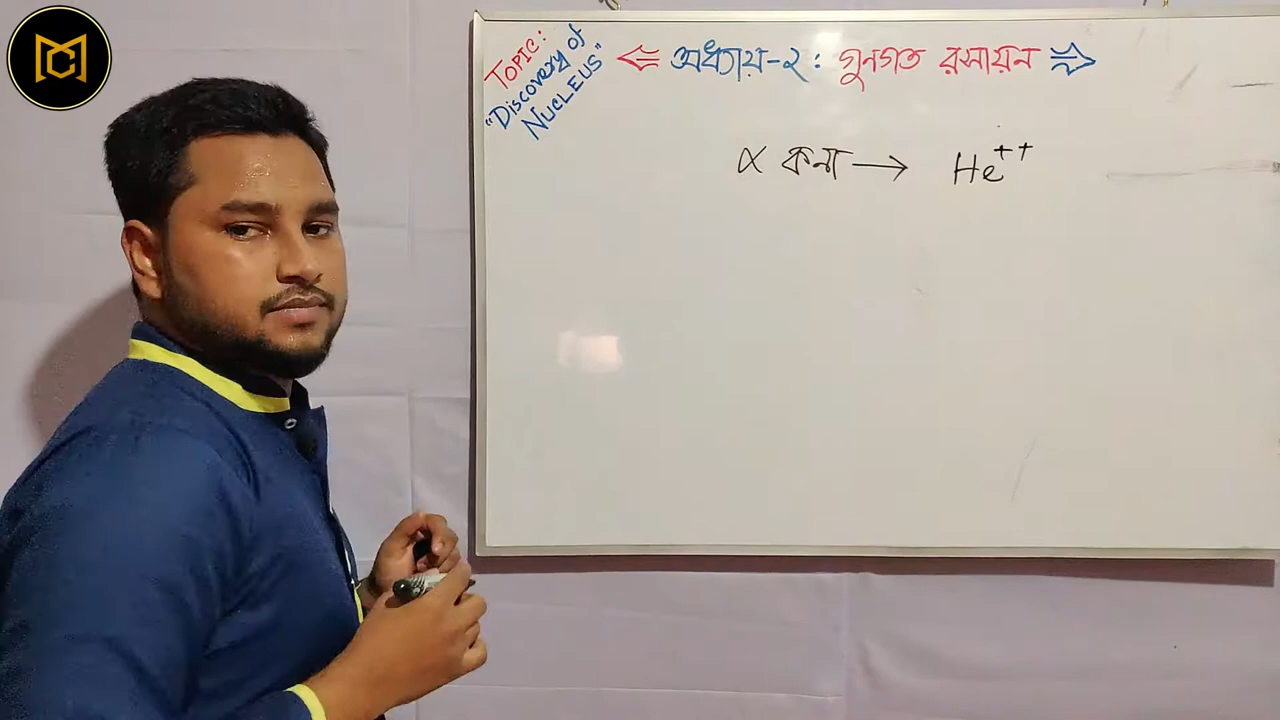 TOPIC:
"Discovery of
NUCLEUS"
⇐ অধ্যায়-২: গুনগত রসায়ন ⇒
α কনা → He⁺⁺